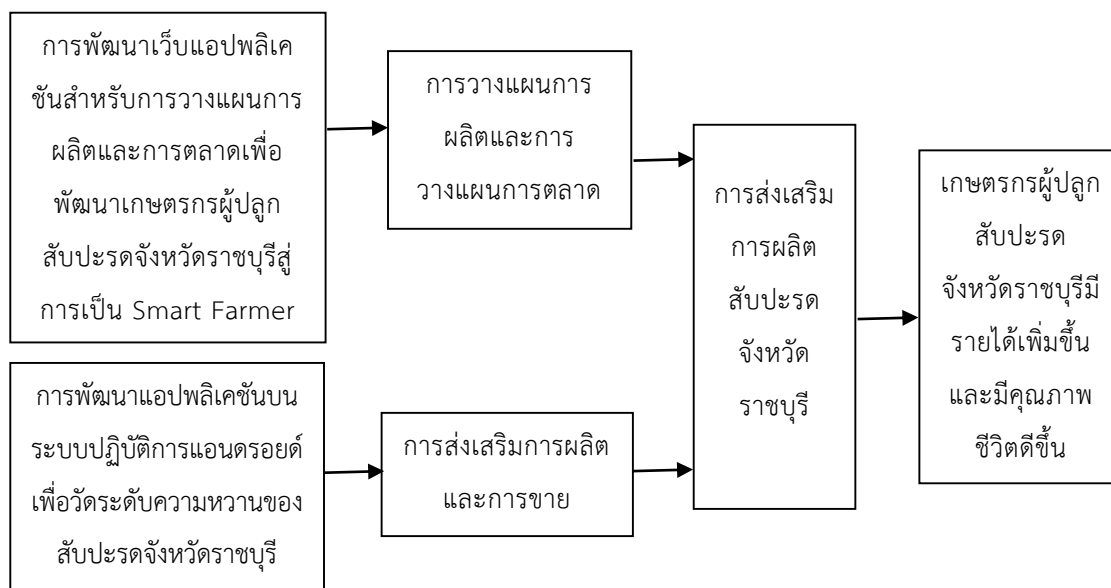 การพัฒนาเว็บแอปพลิเค
ชันสำหรับการวางแผนการ
ผลิตและการตลาดเพื่อ
พัฒนาเกษตรกรผู้ปลูก
สับปะรดจังหวัดราชบุรีสู่
การเป็น Smart Farmer
การวางแผนการ
ผลิตและการ
วางแผนการตลาด
การพัฒนาแอปพลิเคชันบน
ระบบปฏิบัติการแอนดรอยด์
เพื่อวัดระดับความหวานของ
สับปะรดจังหวัดราชบุรี
การส่งเสริมการผลิต
และการขาย
การส่งเสริม
การผลิต
สับปะรด
จังหวัด
ราชบุรี
เกษตรกรผู้ปลูก
สับปะรด
จังหวัดราชบุรีมี
รายได้เพิ่มขึ้น
และมีคุณภาพ
ชีวิตดีขึ้น